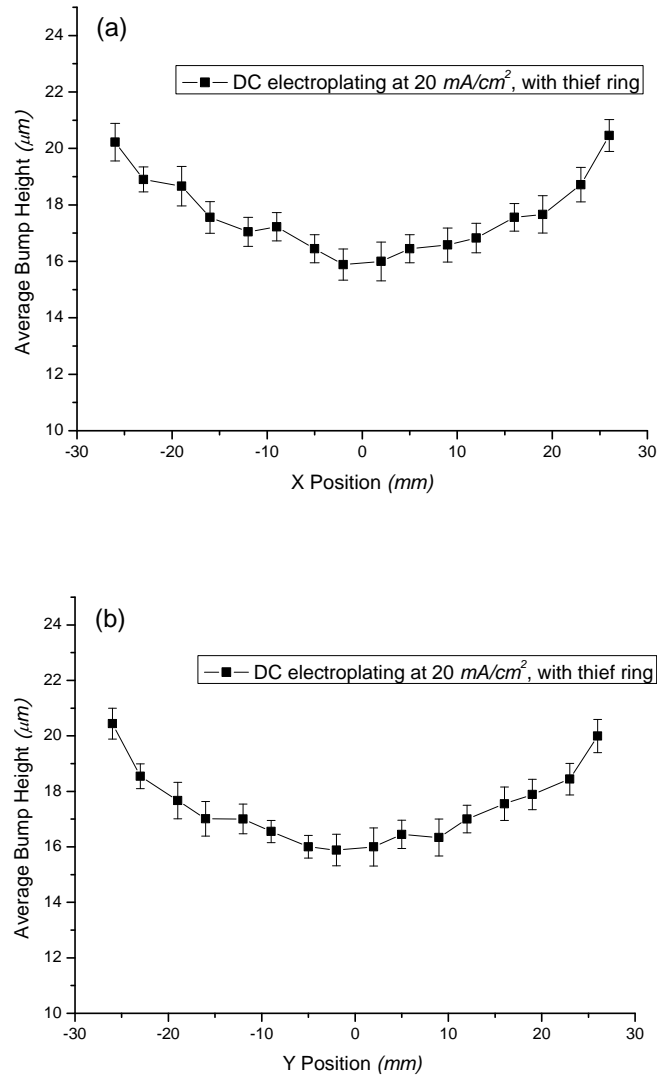 (a)
DC electroplating at 20 mA/cm², with thief ring
24
22
20
18
16
14
12
10
Average Bump Height (μm)
-30 -20 -10 0 10 20 30
X Position (mm)
(b)
DC electroplating at 20 mA/cm², with thief ring
24
22
20
18
16
14
12
10
Average Bump Height (μm)
-30 -20 -10 0 10 20 30
Y Position (mm)